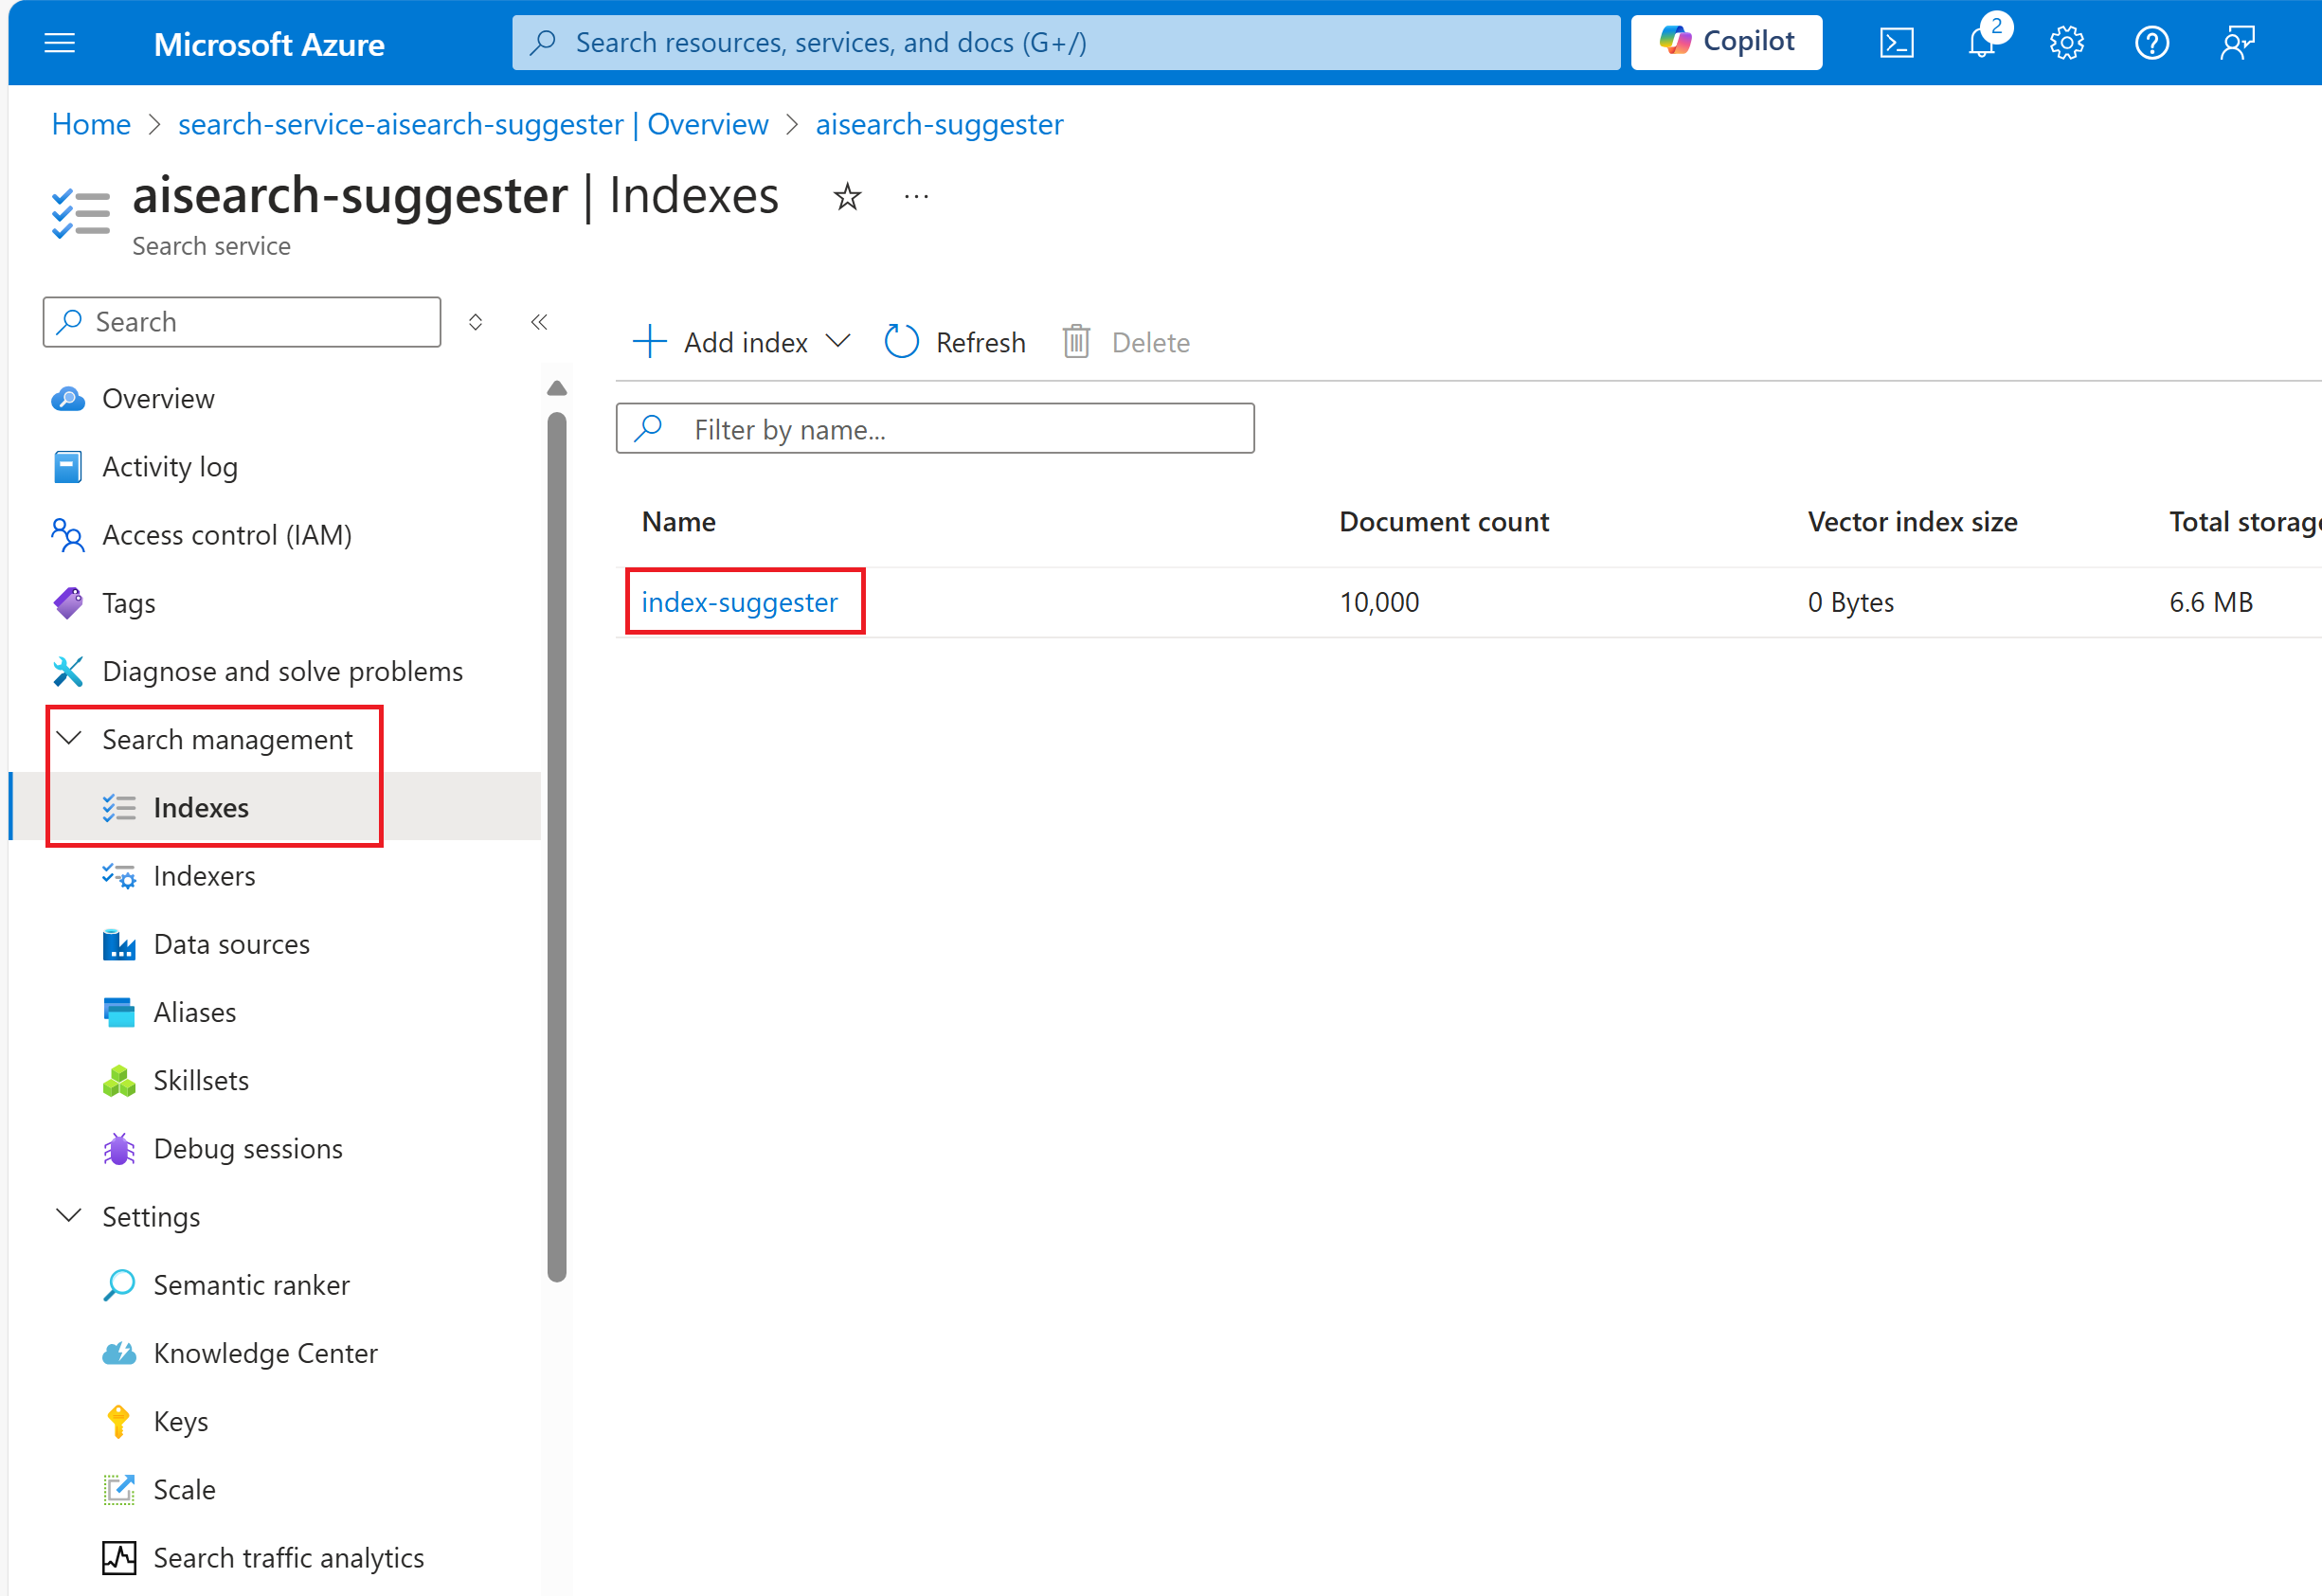 Microsoft Azure
Search resources, services, and docs (G+/)
Copilot
2
Home > search-service-aisearch-suggester | Overview > aisearch-suggester
aisearch-suggester | Indexes
Search service
Search
Add index
Refresh
Delete
Overview
Activity log
Access control (IAM)
Tags
Diagnose and solve problems
Search management
Indexes
Indexers
Data sources
Aliases
Skillsets
Debug sessions
Settings
Semantic ranker
Knowledge Center
Keys
Scale
Search traffic analytics
Filter by name...
Name Document count Vector index size Total storage
index-suggester 10,000 0 Bytes 6.6 MB